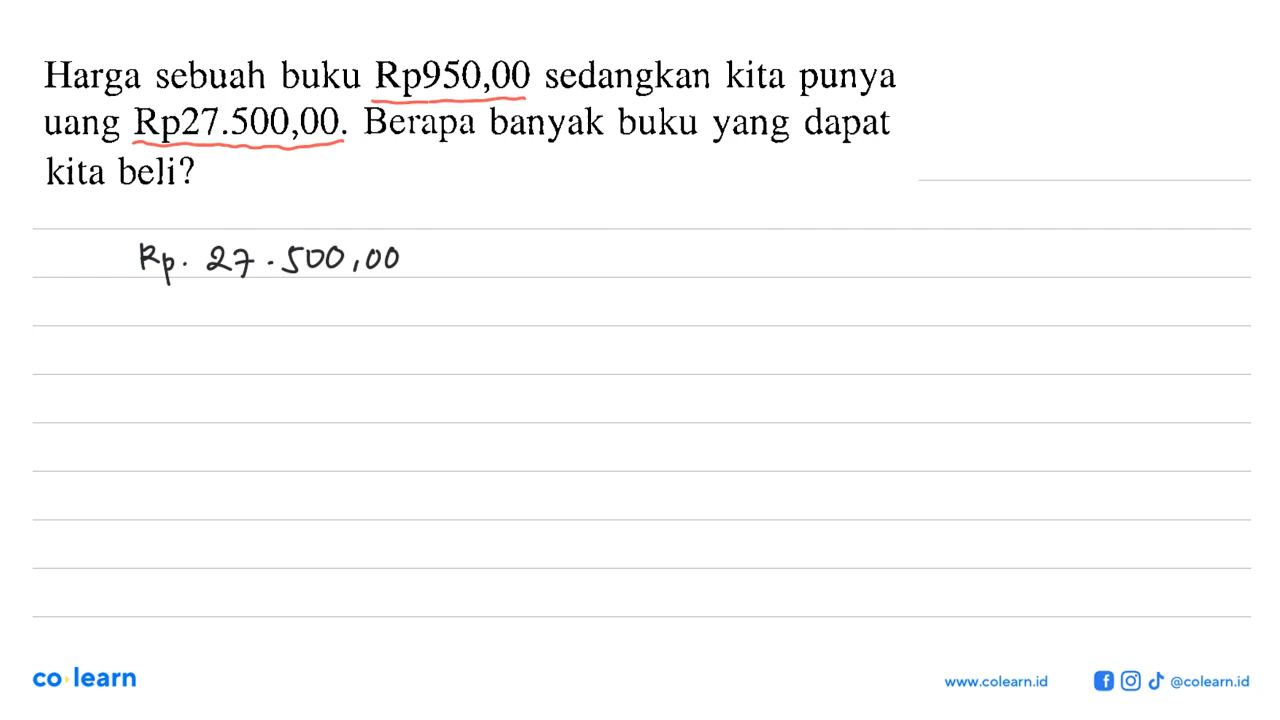 Harga sebuah buku Rp950,00 sedangkan kita punya
uang Rp27.500,00. Berapa banyak buku yang dapat
kita beli?
Rp. 27.500,00
co learn
www.colearn.id
@colearn.id